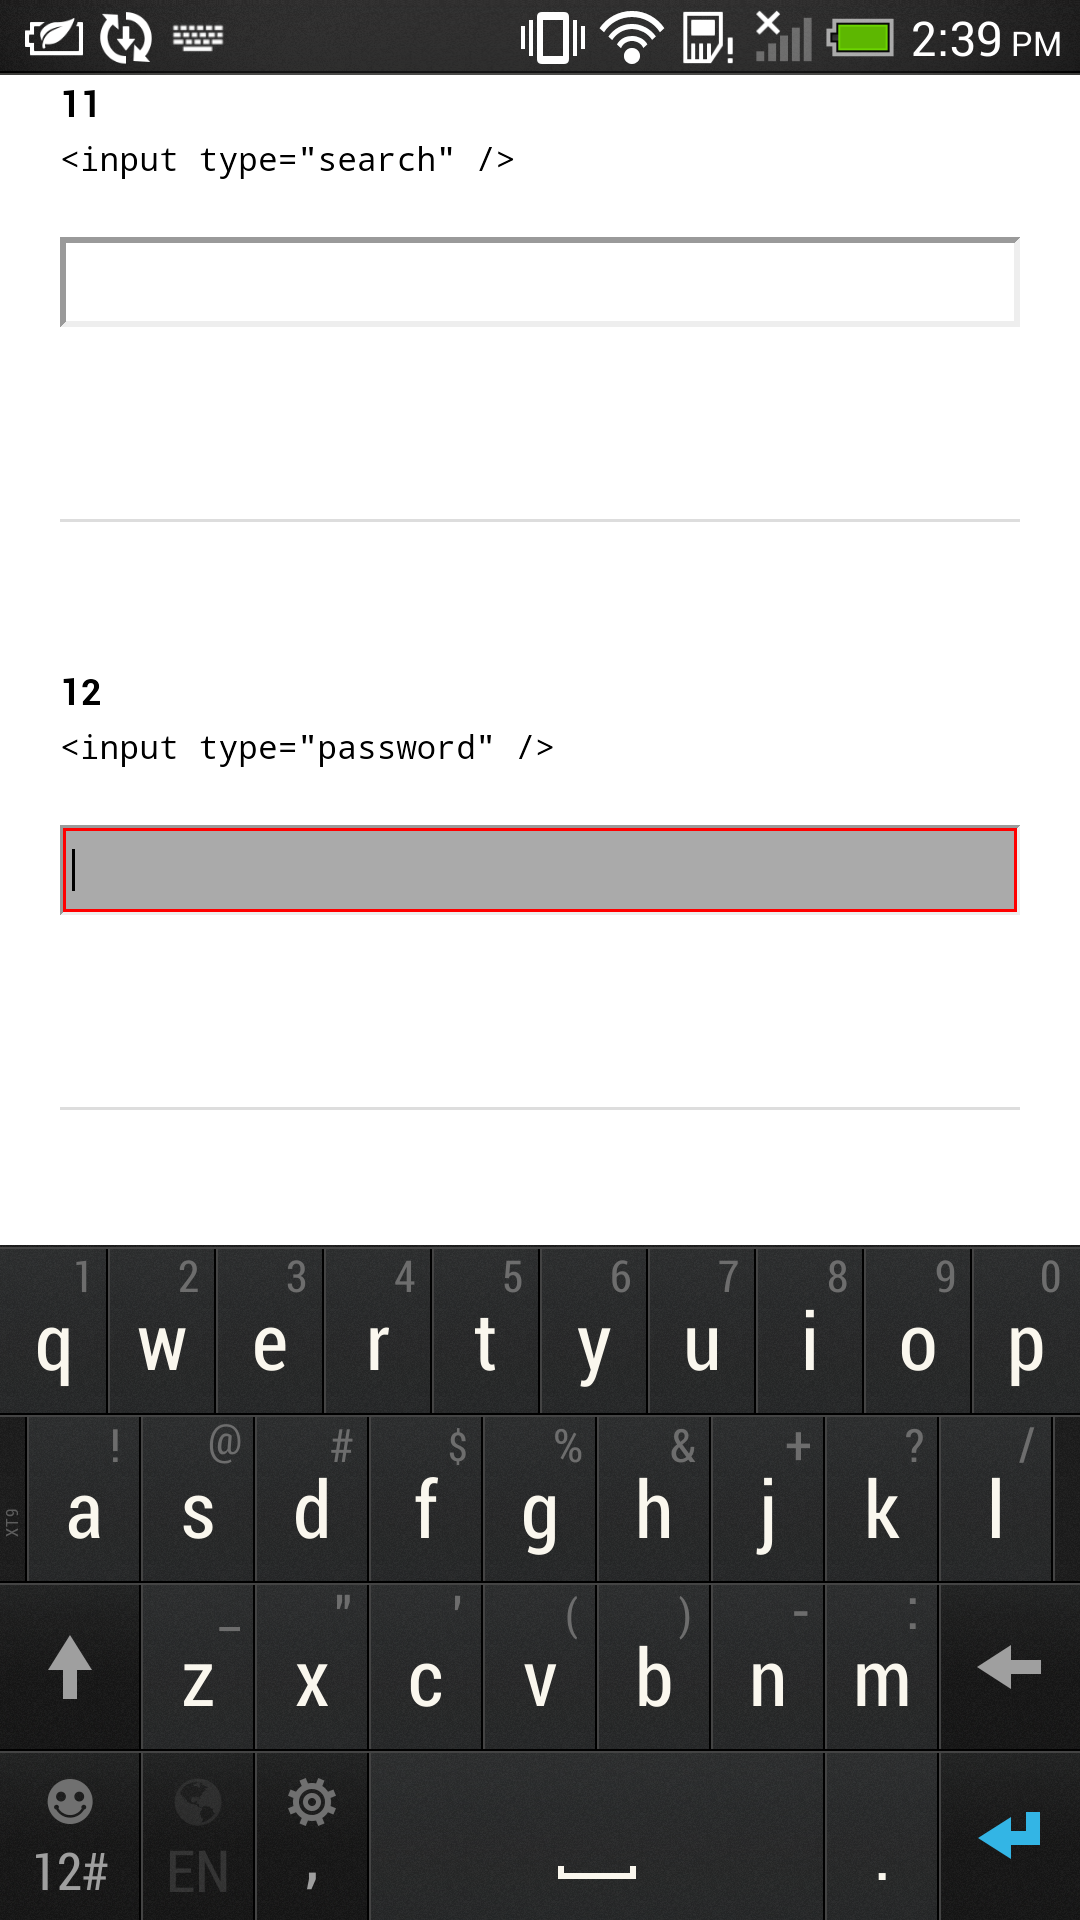 2:39 PM
11
<input type="search" />
12
<input type="password" />
1 2 3 4 5 6 7 8 9 0
q w e r t y u i o p
! @ # $ % & + ? /
XT9 a s d f g h j k l
_ " ' ( ) - :
z x c v b n m
12# EN , .